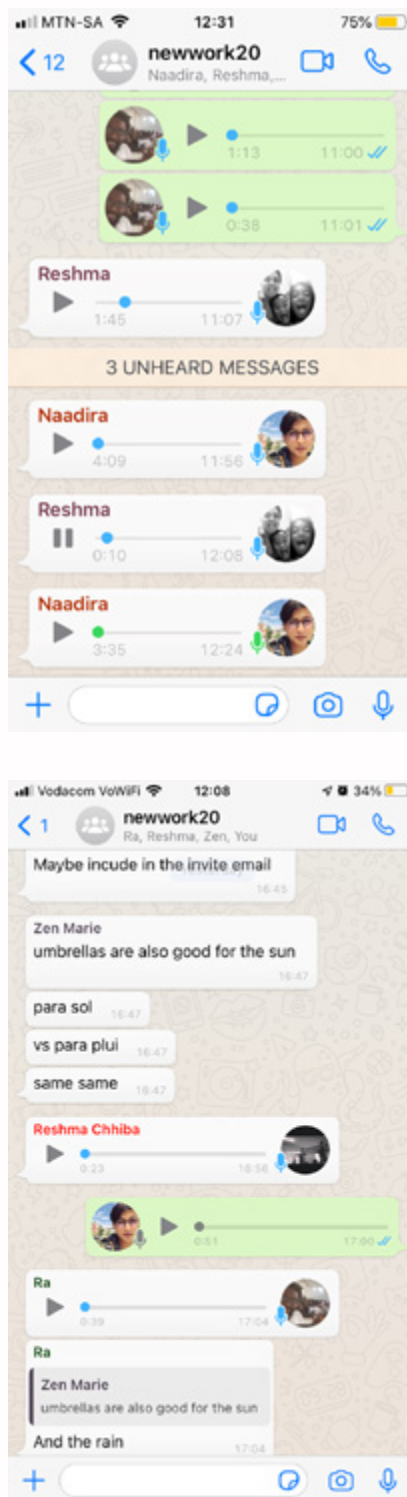 MTN-SA 12:31 75%
12 newwork20
Naadira, Reshma,...
1:13 11:00
0:38 11:01
Reshma
1:45 11:07
3 UNHEARD MESSAGES
Naadira
4:09 11:56
Reshma
0:10 12:08
Naadira
3:35 12:24
Vodacom VoWiFi 12:08 34%
1 newwork20
Ra, Reshma, Zen, You
Maybe incude in the invite email
16:45
Zen Marie
umbrellas are also good for the sun
16:47
para sol 16:47
vs para plui 16:47
same same 16:47
Reshma Chhiba
0:23 16:56
0:51 17:00
Ra
0:39 17:04
Ra
Zen Marie
umbrellas are also good for the sun
And the rain
17:04